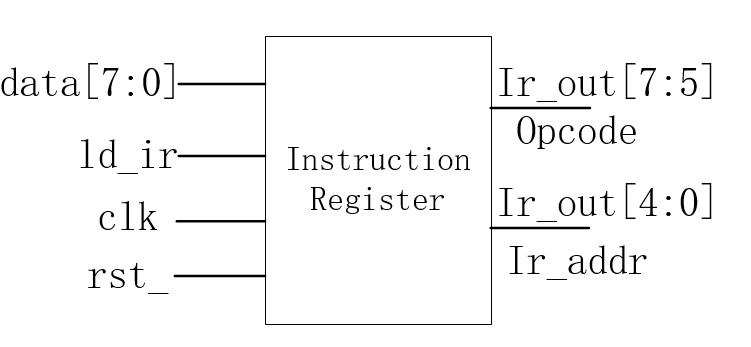 data[7:0]
ld_ir
clk
rst_
Instruction
Register
Ir_out[7:5]
Opcode
Ir_out[4:0]
Ir_addr